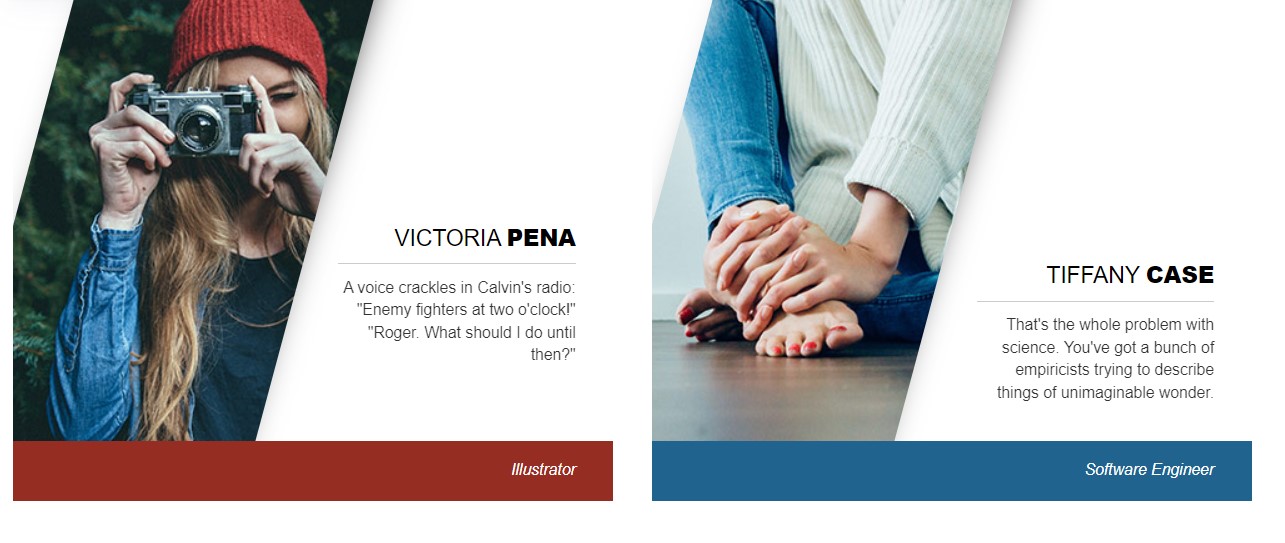 VICTORIA PENA
A voice crackles in Calvin's radio:
"Enemy fighters at two o'clock!"
"Roger. What should I do until
then?"
Illustrator
TIFFANY CASE
That's the whole problem with
science. You've got a bunch of
empiricists trying to describe
things of unimaginable wonder.
Software Engineer